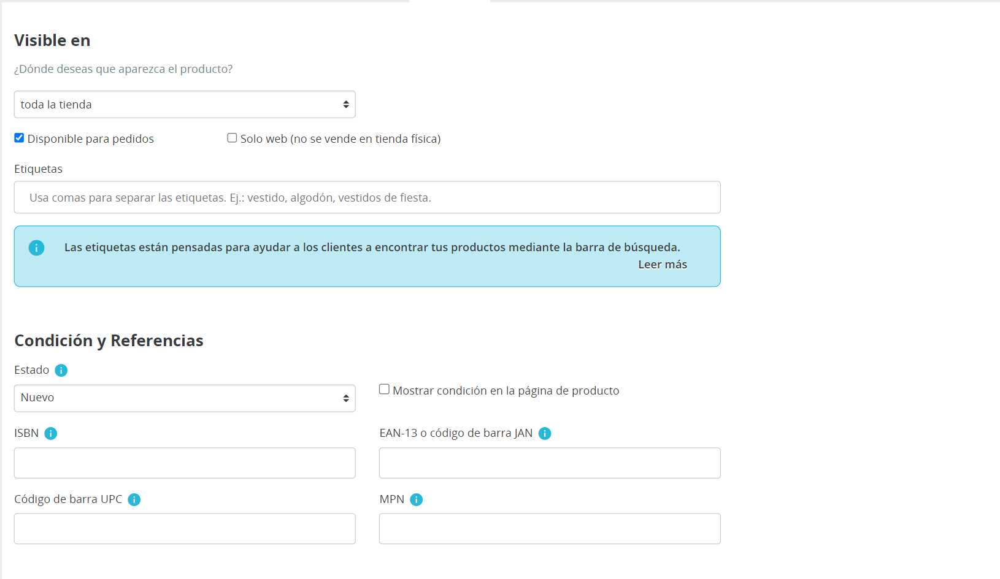 Visible en
¿Dónde deseas que aparezca el producto?
toda la tienda
Disponible para pedidos
Solo web (no se vende en tienda física)
Etiquetas
Usa comas para separar las etiquetas. Ej.: vestido, algodón, vestidos de fiesta.
Las etiquetas están pensadas para ayudar a los clientes a encontrar tus productos mediante la barra de búsqueda.
Leer más
Condición y Referencias
Estado
Nuevo
Mostrar condición en la página de producto
ISBN
EAN-13 o código de barra JAN
Código de barra UPC
MPN